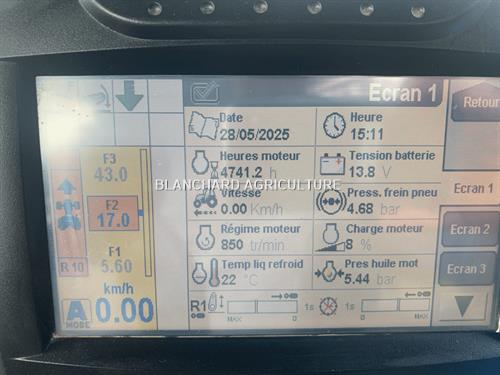 Ecran 1
Retour
Date
28/05/2025
Heure
15:11
Heures moteur
4741.2 h
Tension batterie
13.8 V
BLANCHARD AGRICULTURE
Vitesse
0.00 Km/h
Press. frein pneu
4.68 bar
Régime moteur
850 tr/min
Charge moteur
8 %
Temp liq refroid
22 °C
Pres huile mot
5.44 bar
R1
MAX 0
1s
1s
0 MAX
F3
43.0
F2
17.0
F1
5.60
R 10
km/h
A
MODE
0.00
Ecran 1
Ecran 2
Ecran 3